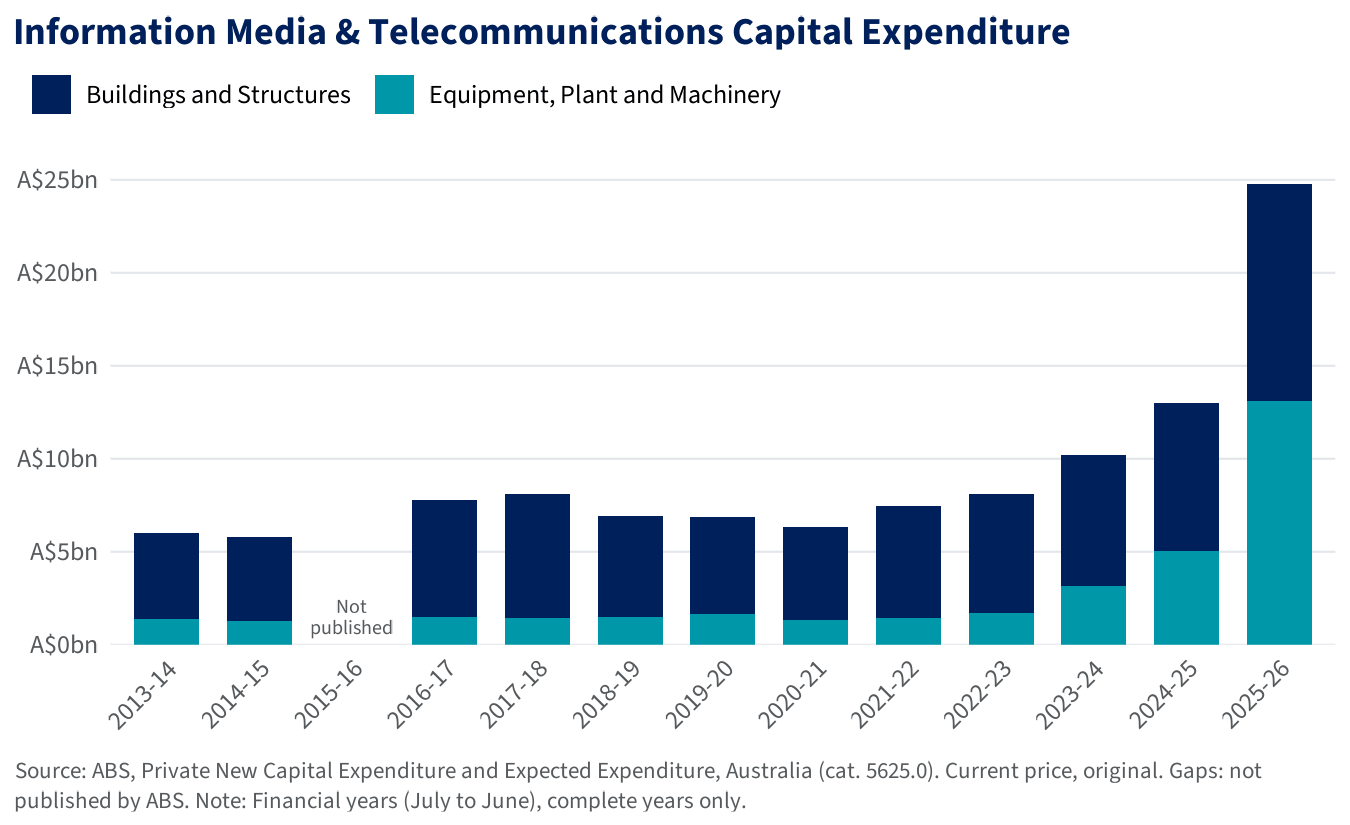 Information Media & Telecommunications Capital Expenditure
Buildings and Structures
Equipment, Plant and Machinery
A$25bn
A$20bn
A$15bn
A$10bn
A$5bn
A$0bn
Not
published
2013-14
2014-15
2015-16
2016-17
2017-18
2018-19
2019-20
2020-21
2021-22
2022-23
2023-24
2024-25
2025-26
Source: ABS, Private New Capital Expenditure and Expected Expenditure, Australia (cat. 5625.0). Current price, original. Gaps: not
published by ABS. Note: Financial years (July to June), complete years only.